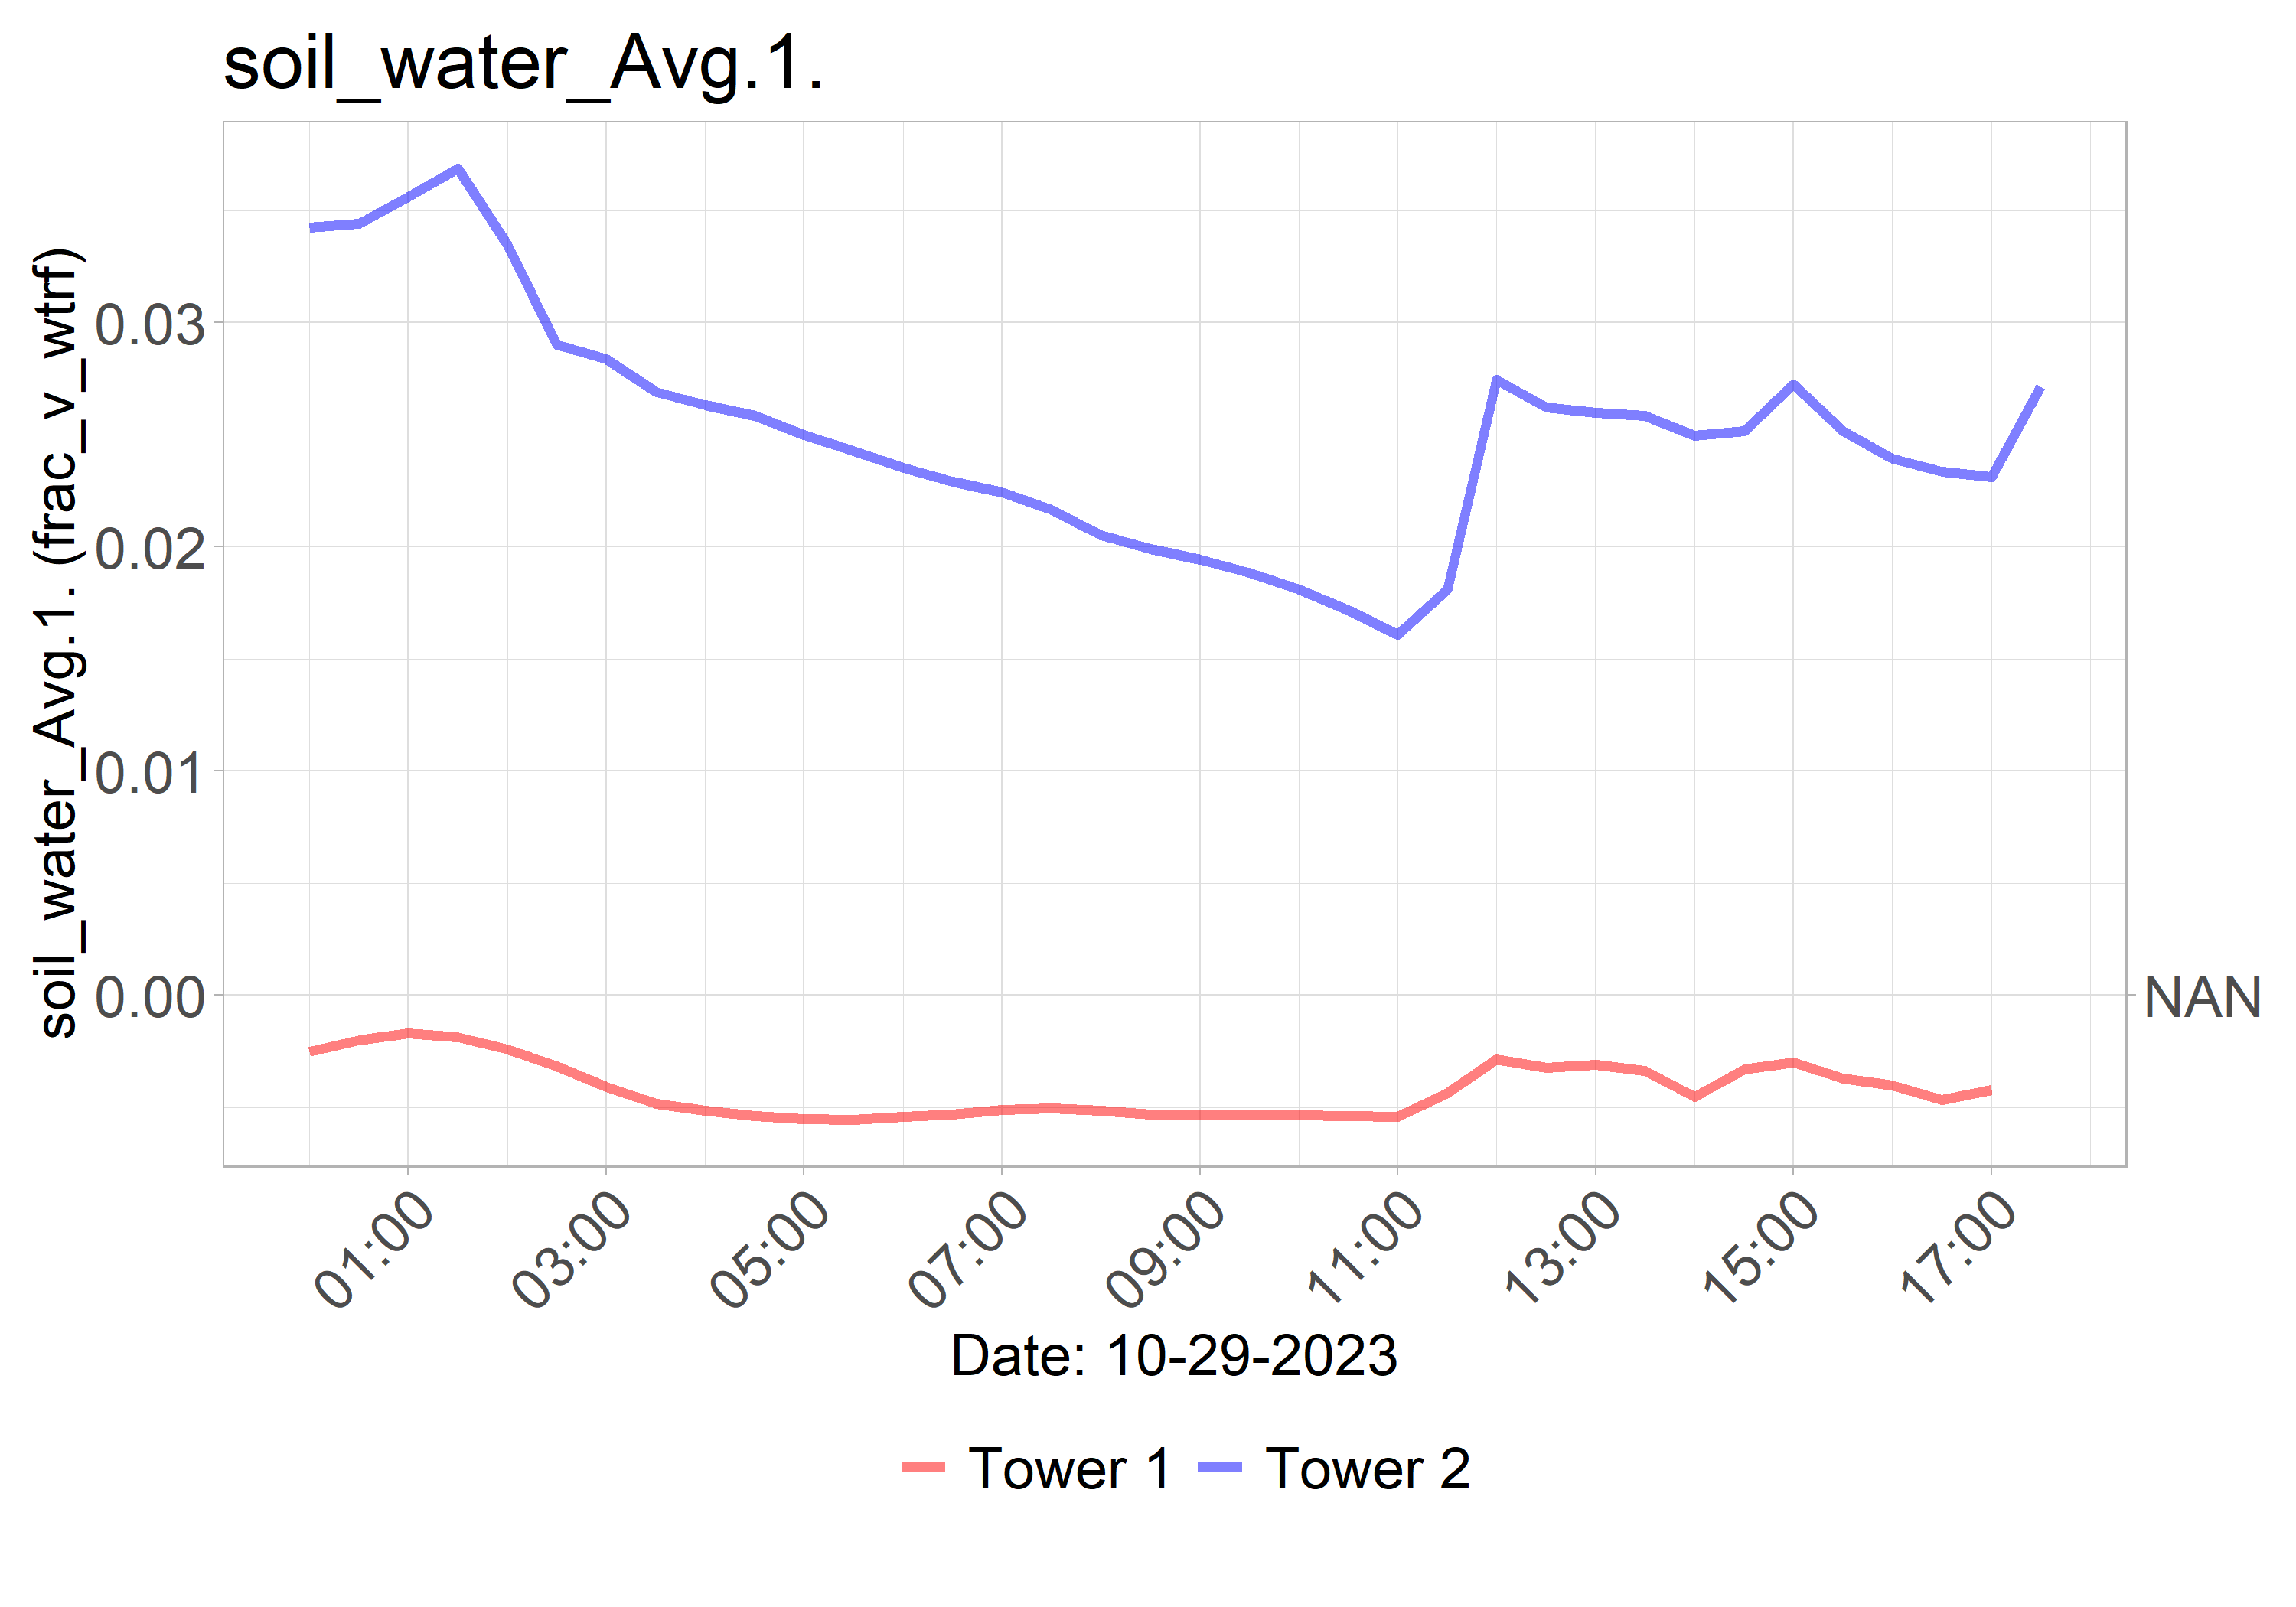 soil_water_Avg.1.
soil_water_Avg.1. (frac_v_wtrf)
0.03
0.02
0.01
0.00
NAN
01:00
03:00
05:00
07:00
09:00
11:00
13:00
15:00
17:00
Date: 10-29-2023
Tower 1
Tower 2